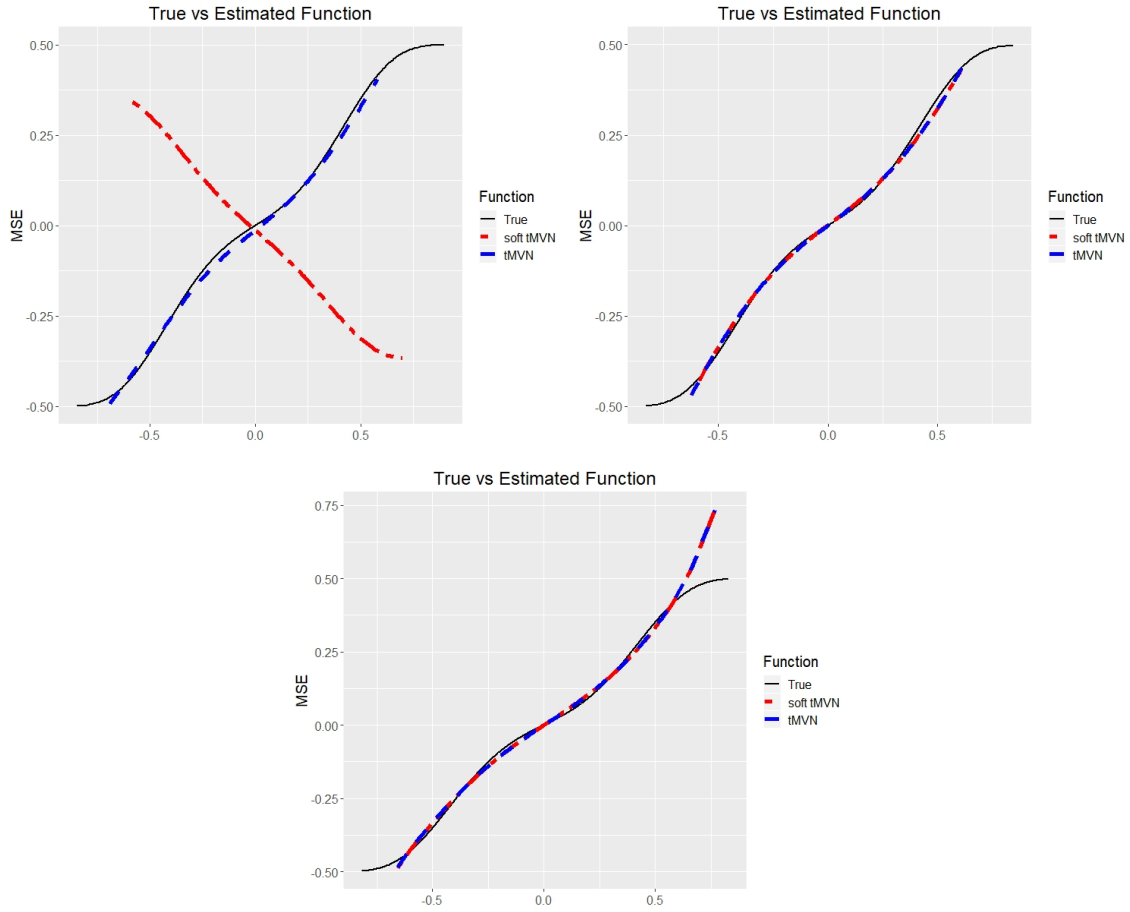 True vs Estimated Function
MSE
0.50
0.25
0.00
-0.25
-0.50
-0.5
0.0
0.5
Function
True
soft tMVN
tMVN
True vs Estimated Function
MSE
0.50
0.25
0.00
-0.25
-0.50
-0.5
0.0
0.5
Function
True
soft tMVN
tMVN
True vs Estimated Function
MSE
0.75
0.50
0.25
0.00
-0.25
-0.50
-0.5
0.0
0.5
Function
True
soft tMVN
tMVN